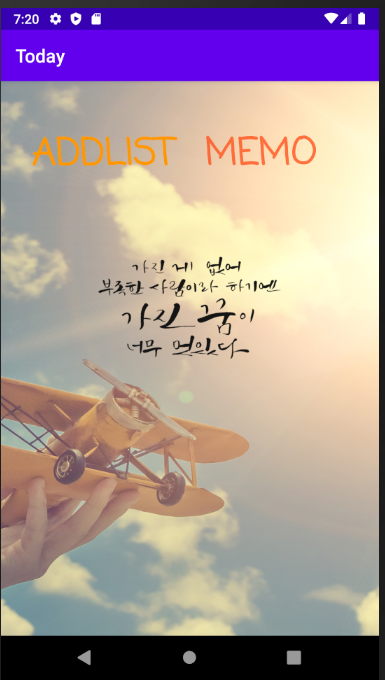 7:20
Today
ADDLIST MEMO
가진 게 없어
부족한 사람이라 하기엔
가진 꿈이
너무 멋있다